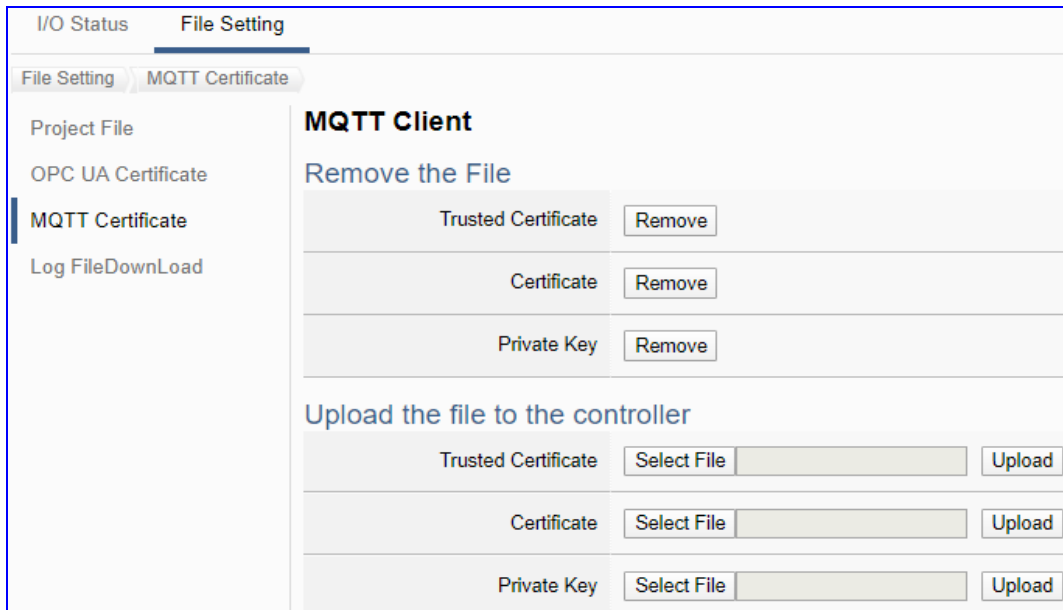 I/O Status File Setting
File Setting MQTT Certificate
Project File
OPC UA Certificate
MQTT Certificate
Log FileDownLoad
MQTT Client
Remove the File
Trusted Certificate Remove
Certificate Remove
Private Key Remove
Upload the file to the controller
Trusted Certificate Select File Upload
Certificate Select File Upload
Private Key Select File Upload